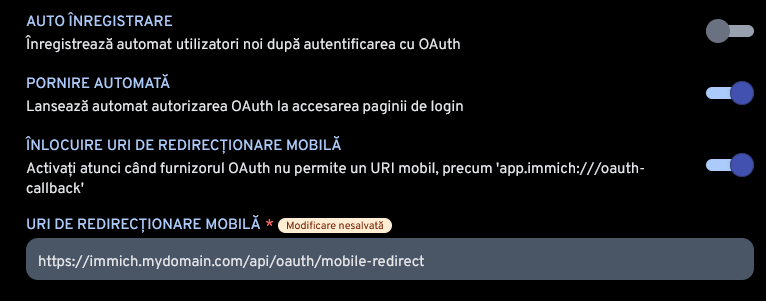 AUTO ÎNREGISTRARE
Înregistrează automat utilizatori noi după autentificarea cu OAuth
PORNIRE AUTOMATĂ
Lansează automat autorizarea OAuth la accesarea paginii de login
ÎNLOCUIRE URI DE REDIRECȚIONARE MOBILĂ
Activați atunci când furnizorul OAuth nu permite un URI mobil, precum 'app.immich:///oauth-
callback'
URI DE REDIRECȚIONARE MOBILĂ * Modificare nesalvată
https://immich.mydomain.com/api/oauth/mobile-redirect